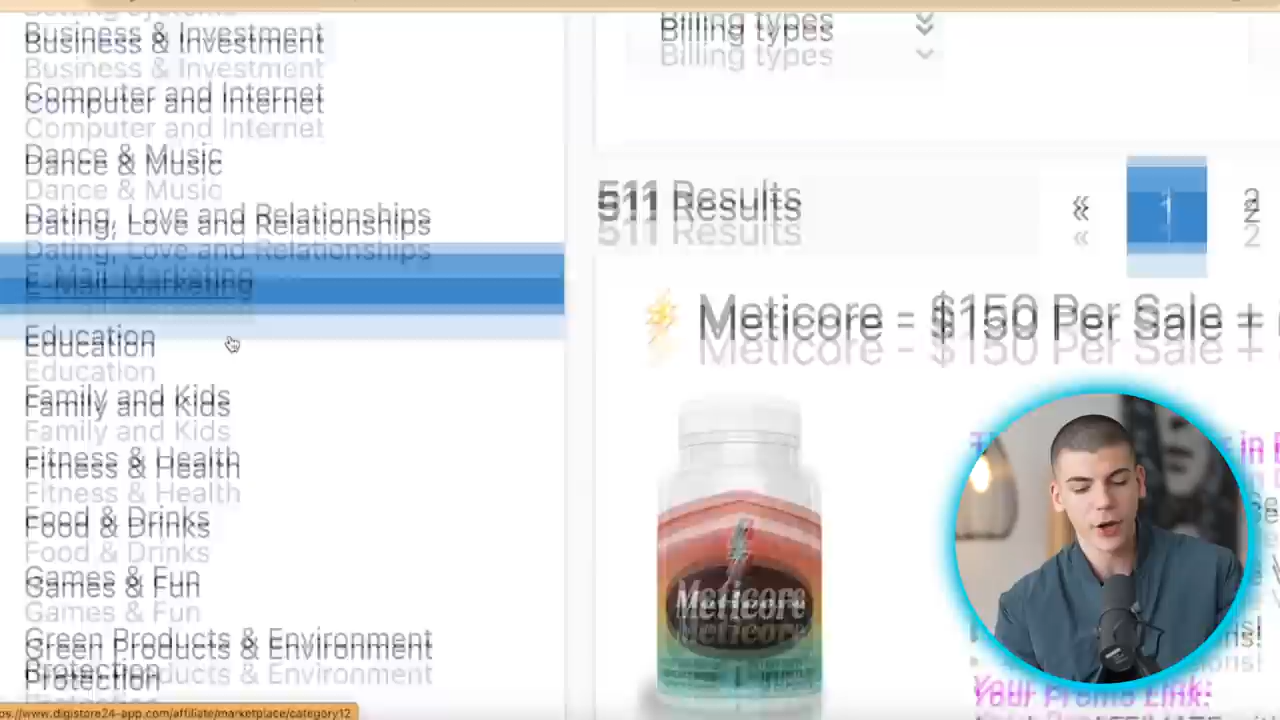 Business & Investment
Computer and Internet
Dance & Music
Dating, Love and Relationships
E-Mail-Marketing
Education
Family and Kids
Fitness & Health
Food & Drinks
Games & Fun
Green Products & Environment
Protection
Billing types
511 Results
« 1 2
Meticore = $150 Per Sale +
Meticore
in
Your Promo Link:
ps://www.digistore24-app.com/affiliate/marketplace/category12